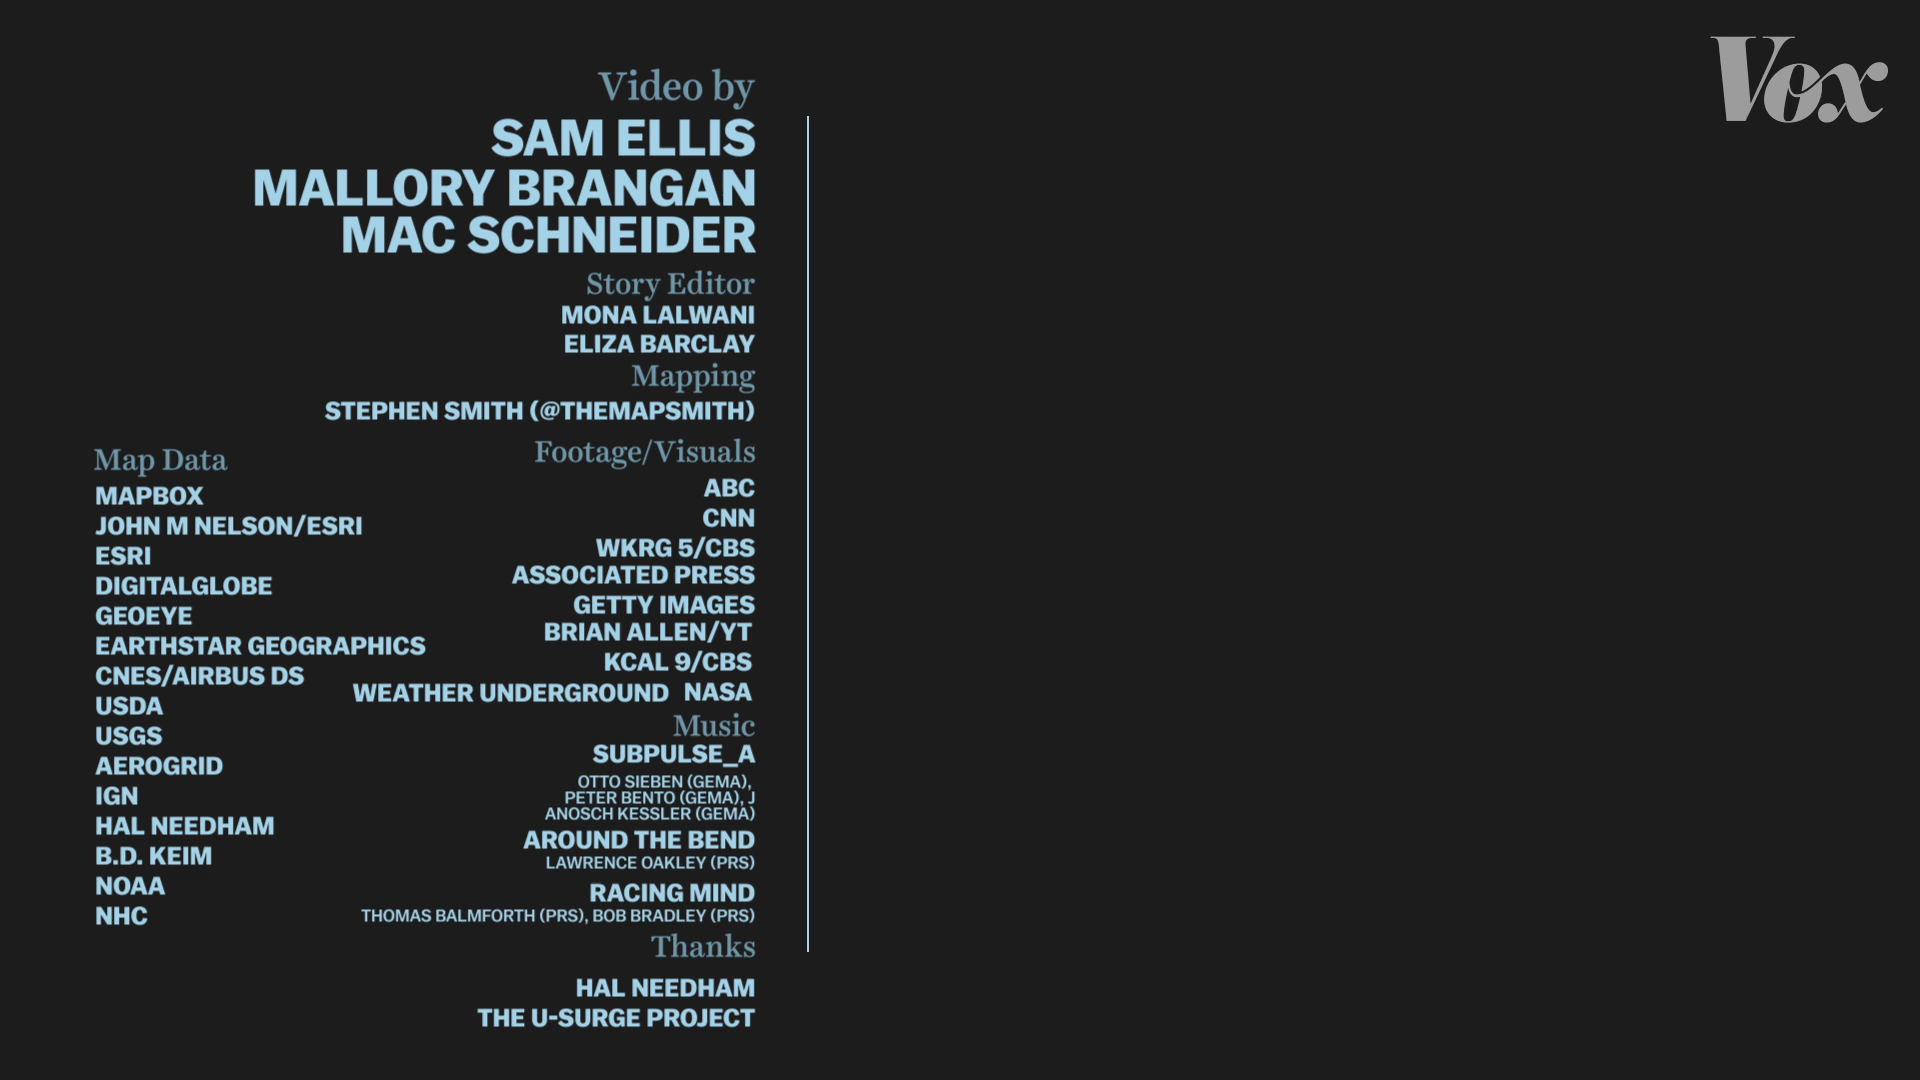 Vox
Video by
SAM ELLIS
MALLORY BRANGAN
MAC SCHNEIDER
Story Editor
MONA LALWANI
ELIZA BARCLAY
Mapping
STEPHEN SMITH (@THEMAPSMITH)
Map Data
MAPBOX
JOHN M NELSON/ESRI
ESRI
DIGITALGLOBE
GEOEYE
EARTHSTAR GEOGRAPHICS
CNES/AIRBUS DS
USDA
USGS
AEROGRID
IGN
HAL NEEDHAM
B.D. KEIM
NOAA
NHC
Footage/Visuals
ABC
CNN
WKRG 5/CBS
ASSOCIATED PRESS
GETTY IMAGES
BRIAN ALLEN/YT
KCAL 9/CBS
WEATHER UNDERGROUND NASA
Music
SUBPULSE_A
OTTO SIEBEN (GEMA),
PETER BENTO (GEMA), J
ANOSCH KESSLER (GEMA)
AROUND THE BEND
LAWRENCE OAKLEY (PRS)
RACING MIND
THOMAS BALMFORTH (PRS), BOB BRADLEY (PRS)
Thanks
HAL NEEDHAM
THE U-SURGE PROJECT